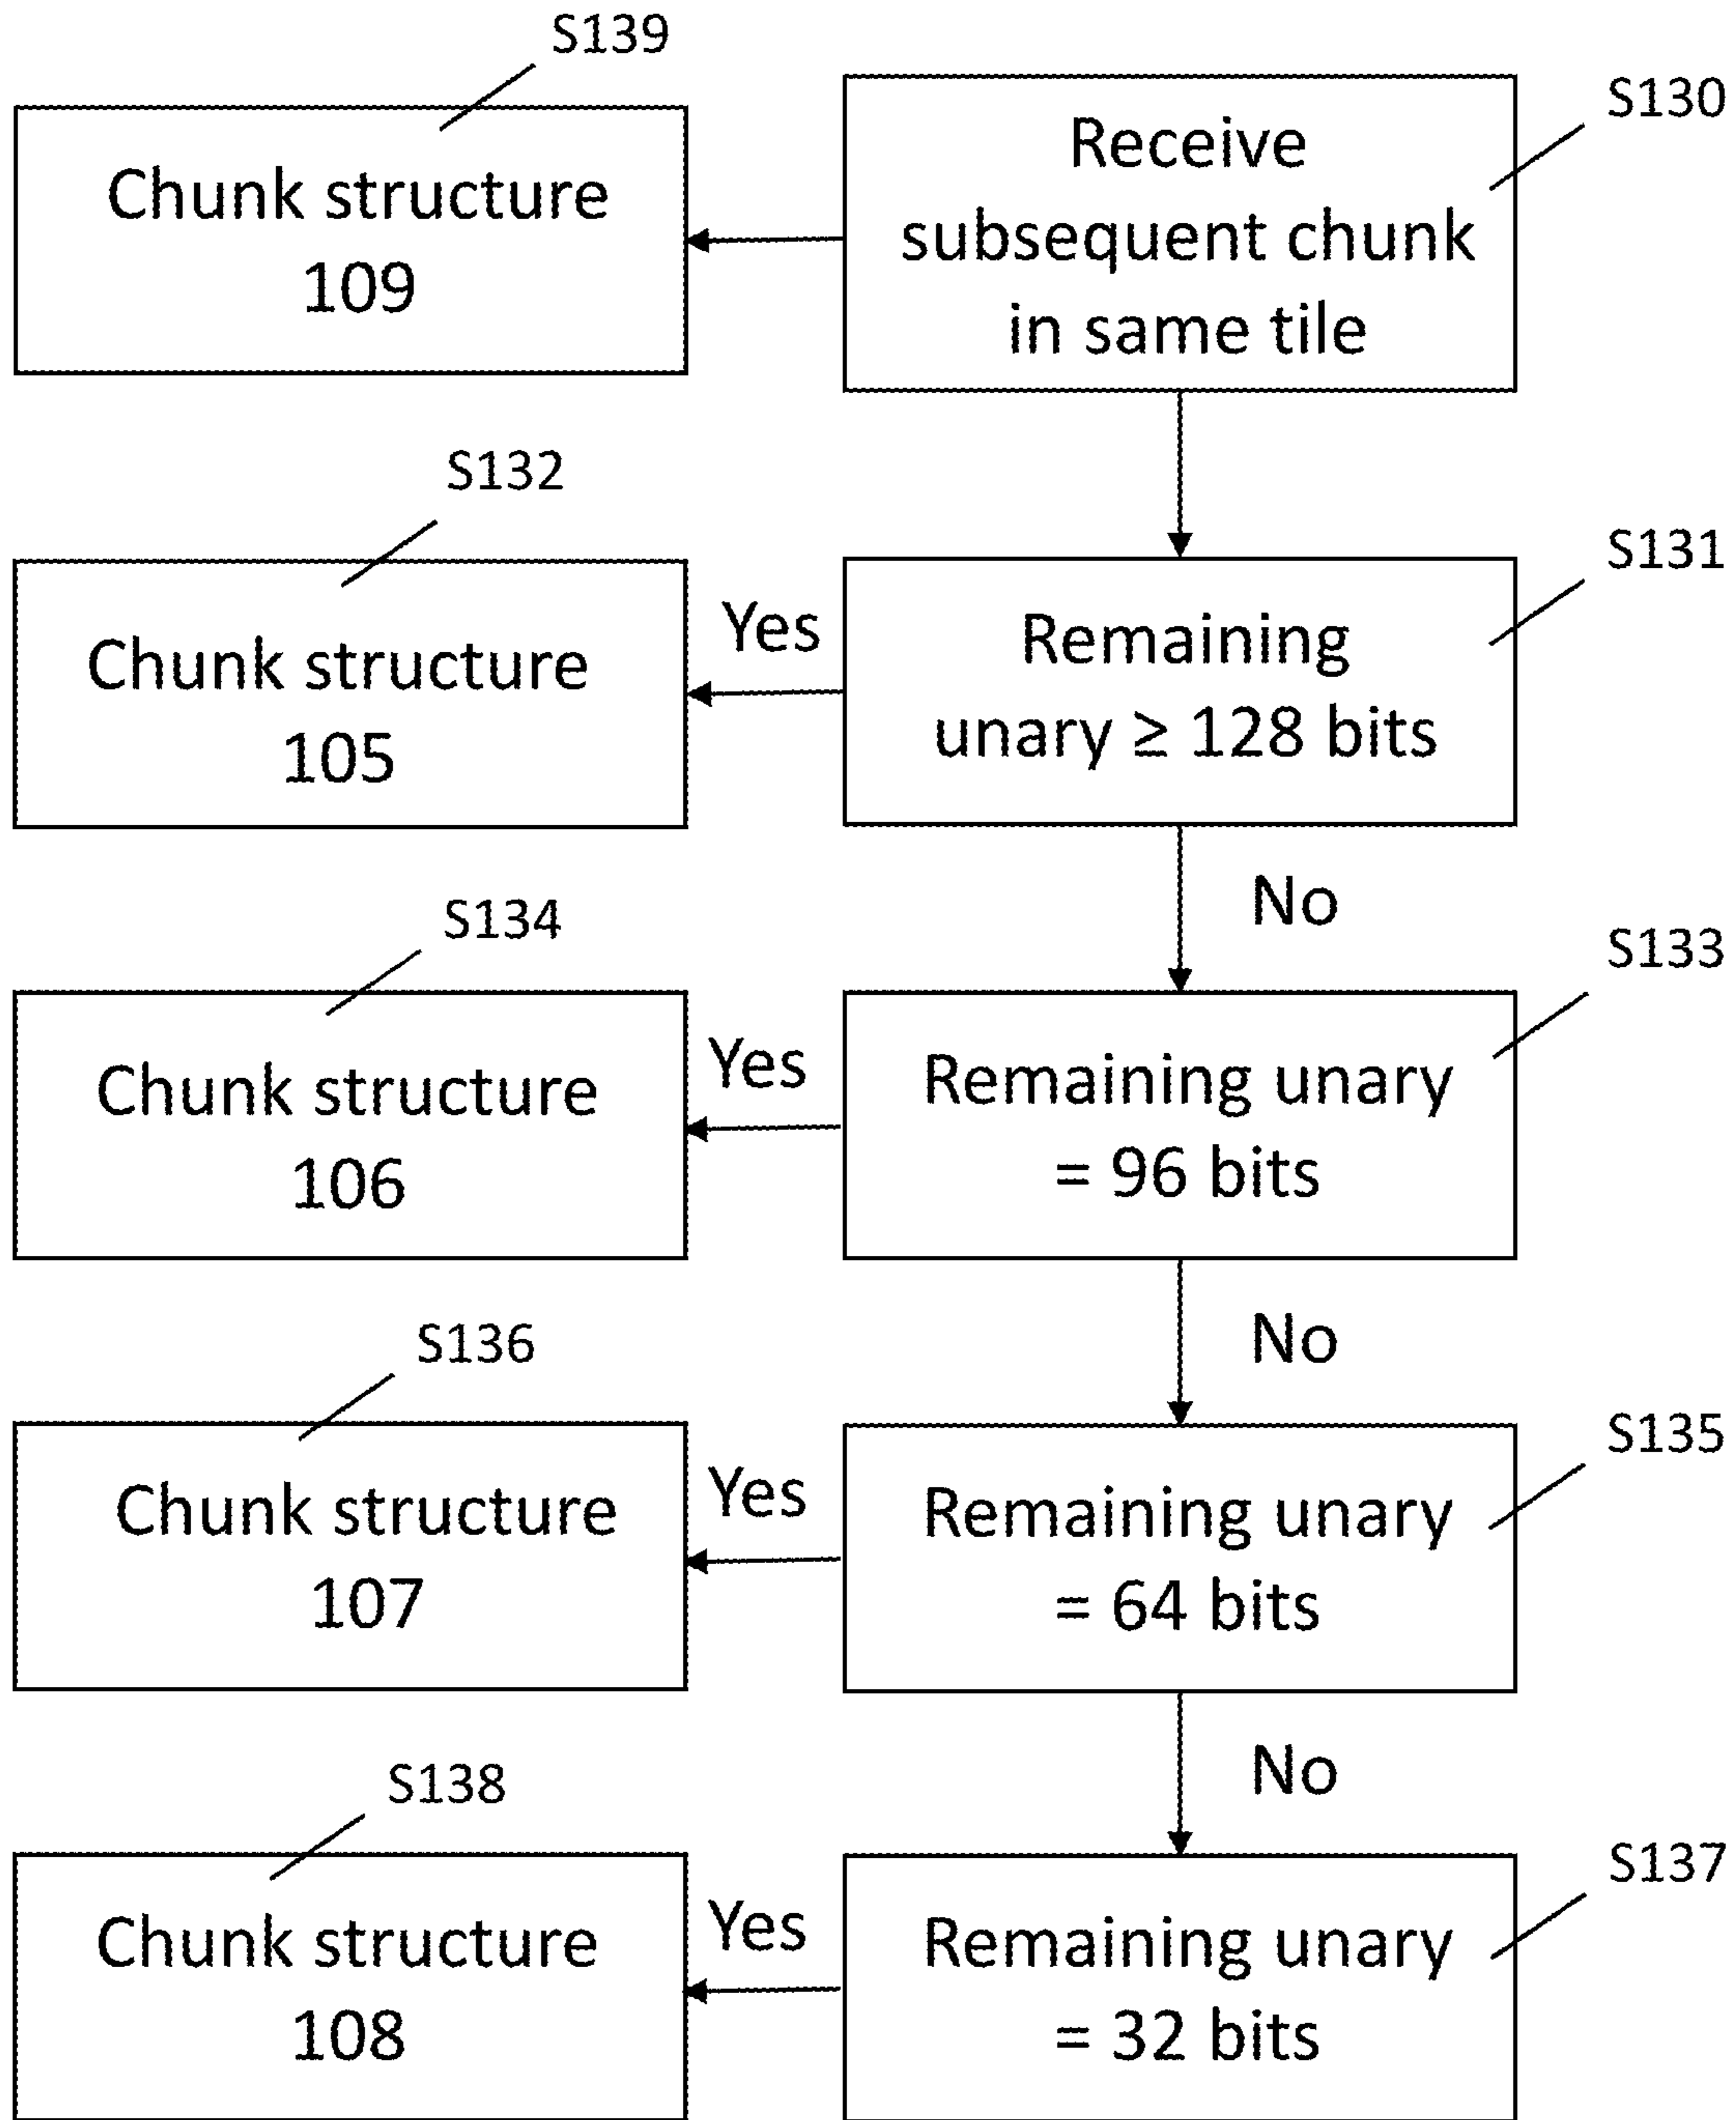 S139
S130
Chunk structure
109
Receive
subsequent chunk
in same tile
S132
S131
Chunk structure
105
Yes
Remaining
unary ≥ 128 bits
No
S134
S133
Chunk structure
106
Yes
Remaining unary
= 96 bits
No
S136
S135
Chunk structure
107
Yes
Remaining unary
= 64 bits
No
S138
S137
Chunk structure
108
Yes
Remaining unary
= 32 bits